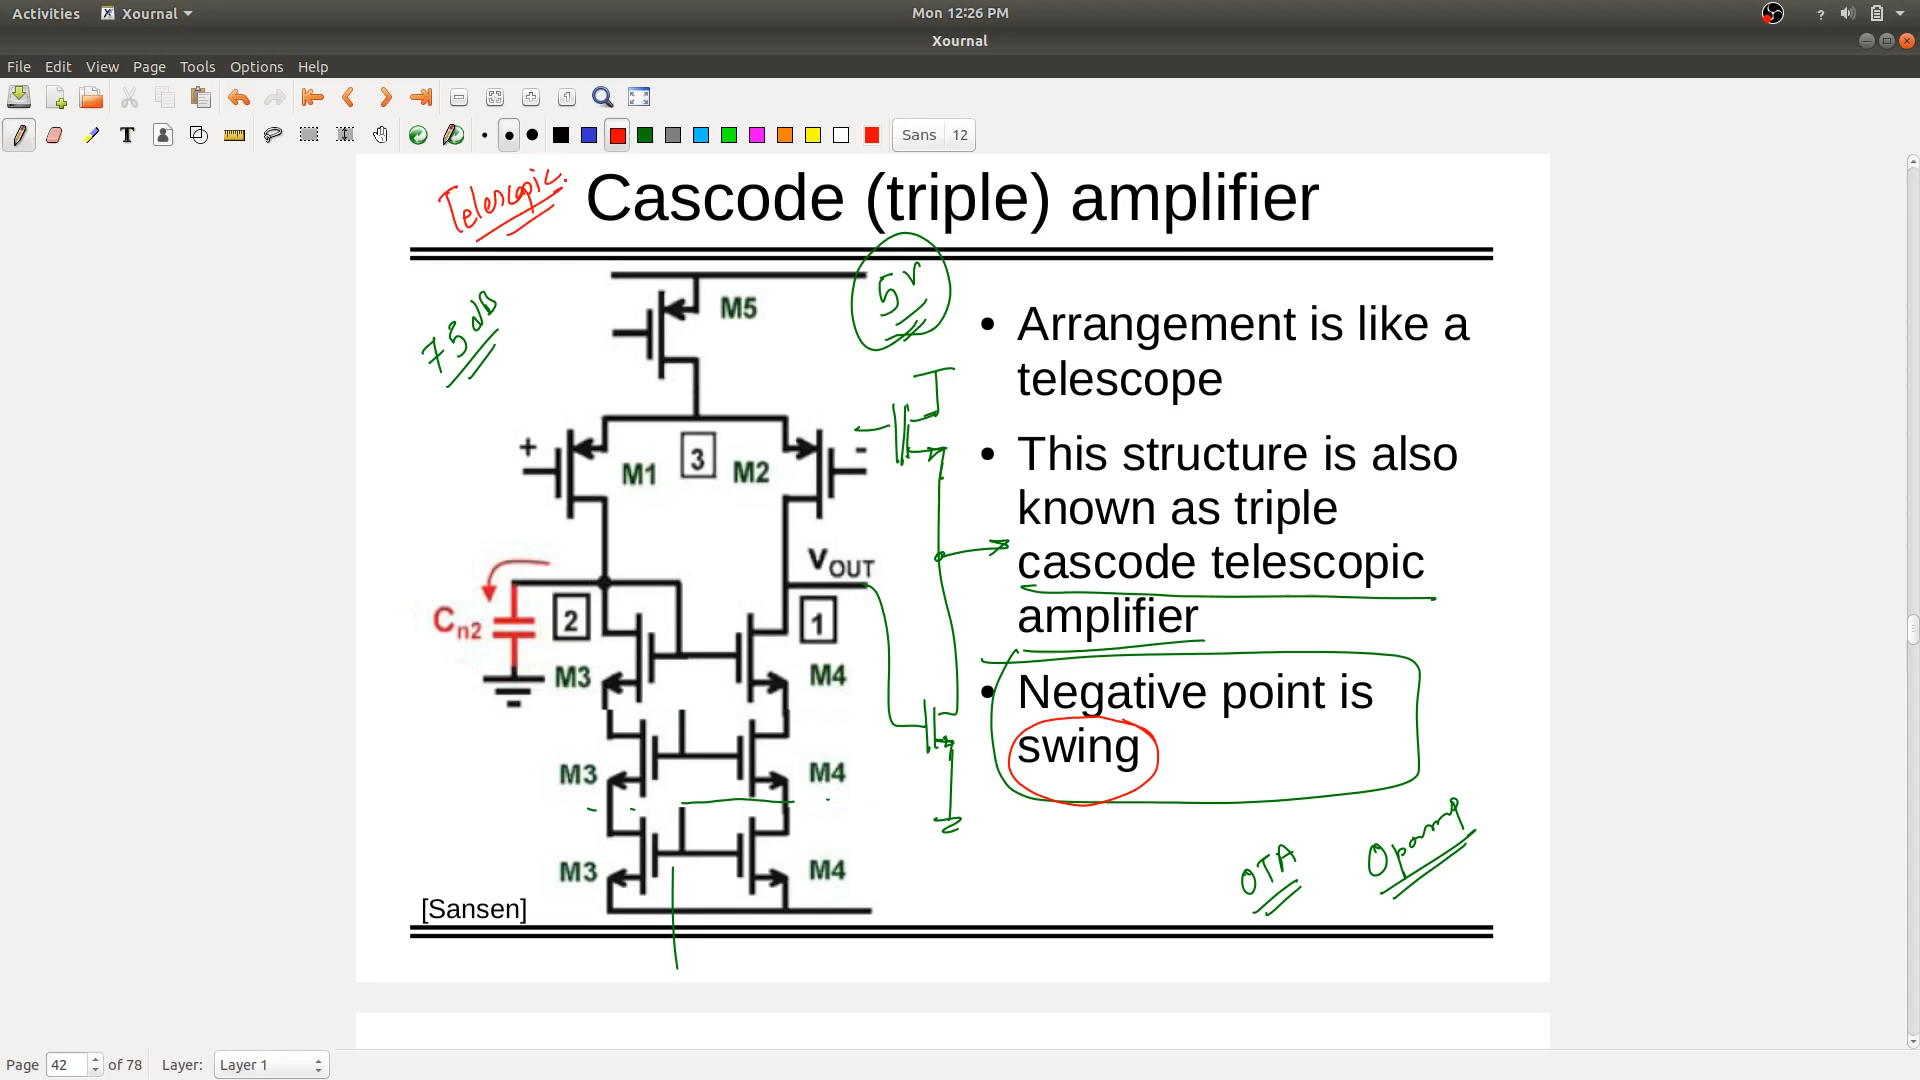 Activities Xournal Mon 12:26 PM ?
Xournal
File Edit View Page Tools Options Help
T Sans 12
Telescopic. Cascode (triple) amplifier
5V
75dB
M5
• Arrangement is like a
telescope
+ M1 3 M2 -
• This structure is also
known as triple
cascode telescopic
amplifier
VOUT
Cn2 2 1
M3 M4
• Negative point is
swing
M3 M4
M3 M4
OTA Opamp
[Sansen]
Page 42 of 78 Layer: Layer 1